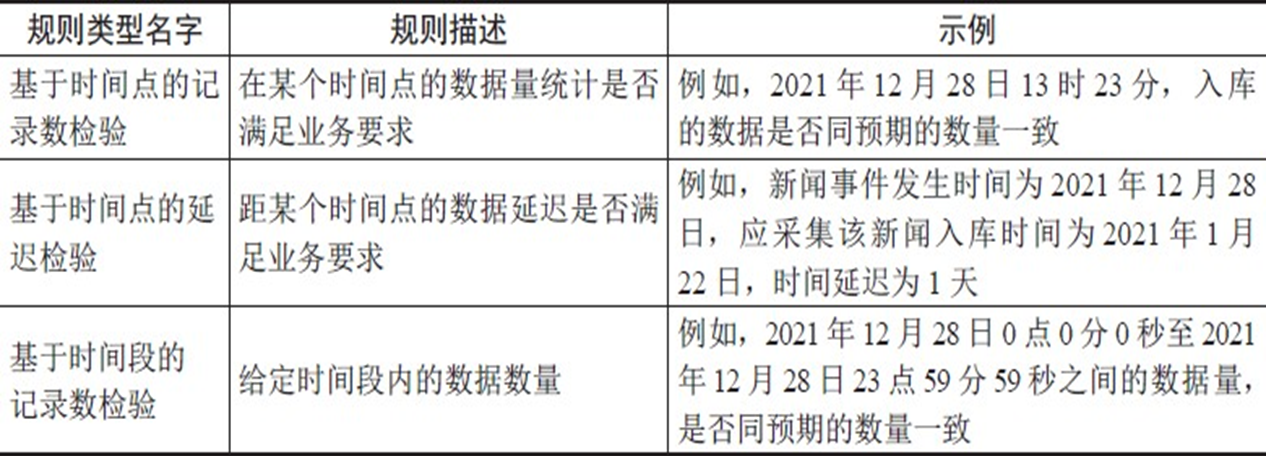 规则类型名字 规则描述 示例
基于时间点的记
录数检验
在某个时间点的数据量统计是否
满足业务要求
例如，2021 年 12 月 28 日 13 时 23 分，入库
的数据是否同预期的数量一致
基于时间点的延
迟检验
距某个时间点的数据延迟是否满
足业务要求
例如，新闻事件发生时间为 2021 年 12 月 28
日，应采集该新闻入库时间为 2021 年 1 月
22 日，时间延迟为 1 天
基于时间段的
记录数检验
给定时间段内的数据数量
例如，2021 年 12 月 28 日 0 点 0 分 0 秒至 2021
年 12 月 28 日 23 点 59 分 59 秒之间的数据量，
是否同预期的数量一致